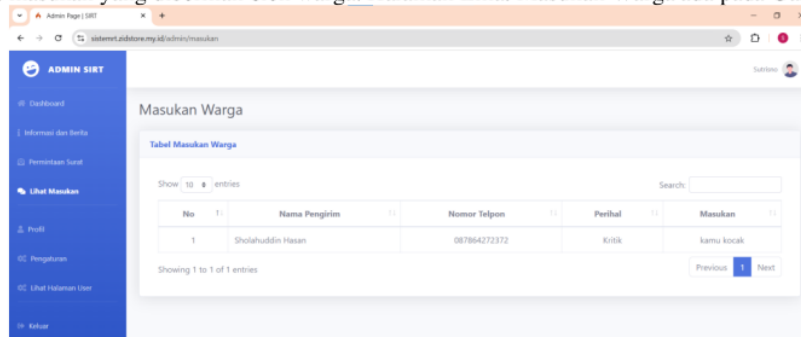 Admin Page | SIRT
sistemrt.zidstore.my.id/admin/masukan
ADMIN SIRT
Sutrisno
Dashboard
Informasi dan Berita
Permintaan Surat
Lihat Masukan
Profil
Pengaturan
Lihat Halaman User
Keluar
Masukan Warga
Tabel Masukan Warga
Show 10 entries
Search:
No Nama Pengirim Nomor Telpon Perihal Masukan
1 Sholahuddin Hasan 087864272372 Kritik kamu kocak
Showing 1 to 1 of 1 entries
Previous 1 Next